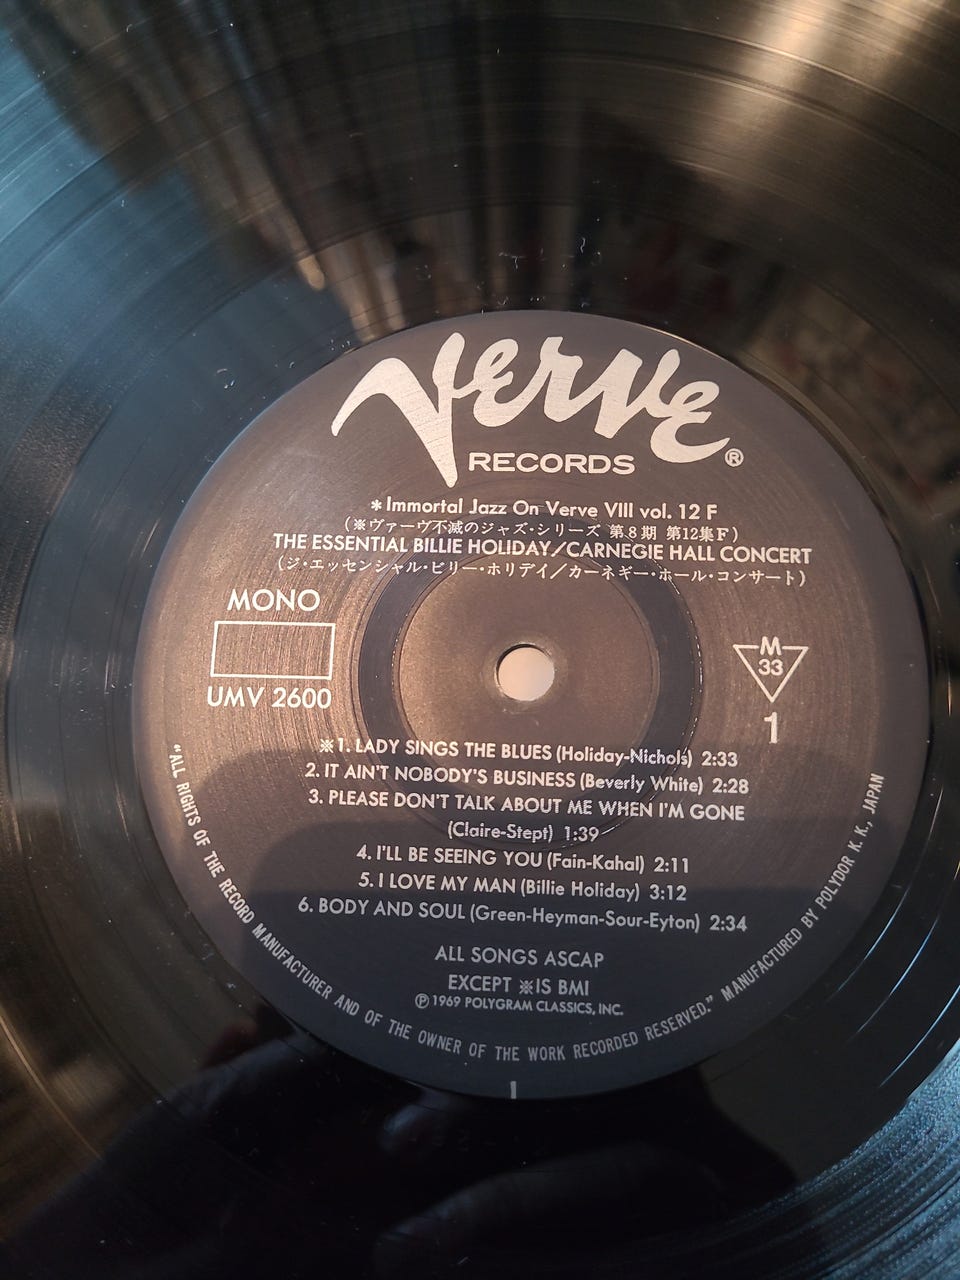 Verve ®
RECORDS
*Immortal Jazz On Verve VIII vol. 12 F
(※ヴァーヴ不滅のジャズ・シリーズ 第8期 第12集F)
THE ESSENTIAL BILLIE HOLIDAY/CARNEGIE HALL CONCERT
(ジ・エッセンシャル・ビリー・ホリデイ/カーネギー・ホール・コンサート)
MONO
UMV 2600
M
33
1
※1. LADY SINGS THE BLUES (Holiday-Nichols) 2:33
2. IT AIN'T NOBODY'S BUSINESS (Beverly White) 2:28
3. PLEASE DON'T TALK ABOUT ME WHEN I'M GONE
(Claire-Stept) 1:39
4. I'LL BE SEEING YOU (Fain-Kahal) 2:11
5. I LOVE MY MAN (Billie Holiday) 3:12
6. BODY AND SOUL (Green-Heyman-Sour-Eyton) 2:34
ALL SONGS ASCAP
EXCEPT ※IS BMI
℗ 1969 POLYGRAM CLASSICS, INC.
"ALL RIGHTS OF THE RECORD MANUFACTURER AND OF THE OWNER OF THE WORK RECORDED RESERVED." MANUFACTURED BY POLYDOR K. K., JAPAN